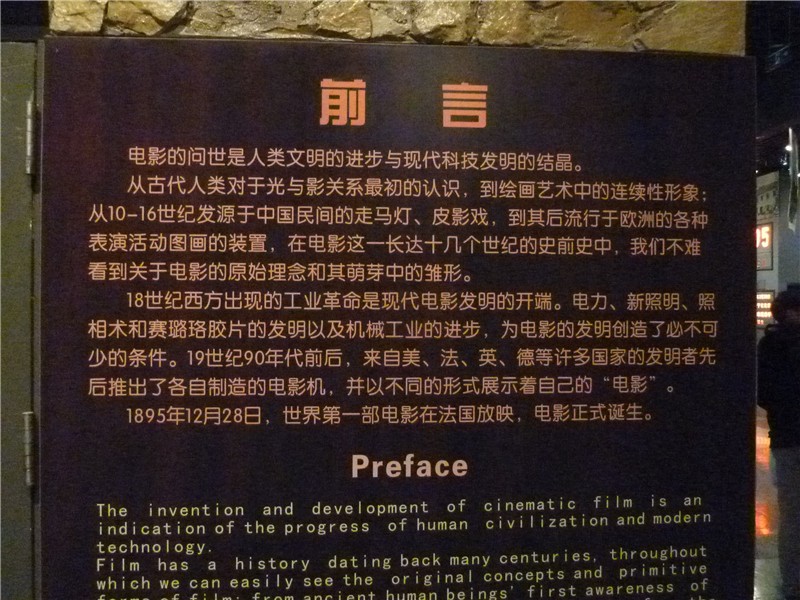 前言
电影的问世是人类文明的进步与现代科技发明的结晶。
从古代人类对于光与影关系最初的认识，到绘画艺术中的连续性形象；
从10-16世纪发源于中国民间的走马灯、皮影戏，到其后流行于欧洲的各种
表演活动图画的装置，在电影这一长达十几个世纪的史前史中，我们不难
看到关于电影的原始理念和其萌芽中的雏形。
18世纪西方出现的工业革命是现代电影发明的开端。电力、新照明、照
相术和赛璐珞胶片的发明以及机械工业的进步，为电影的发明创造了必不可
少的条件。19世纪90年代前后，来自美、法、英、德等许多国家的发明者先
后推出了各自制造的电影机，并以不同的形式展示着自己的“电影”。
1895年12月28日，世界第一部电影在法国放映，电影正式诞生。
Preface
The invention and development of cinematic film is an
indication of the progress of human civilization and modern
technology.
Film has a history dating back many centuries, throughout
which we can easily see the original concepts and primitive
forms of film: from ancient human beings' first awareness of